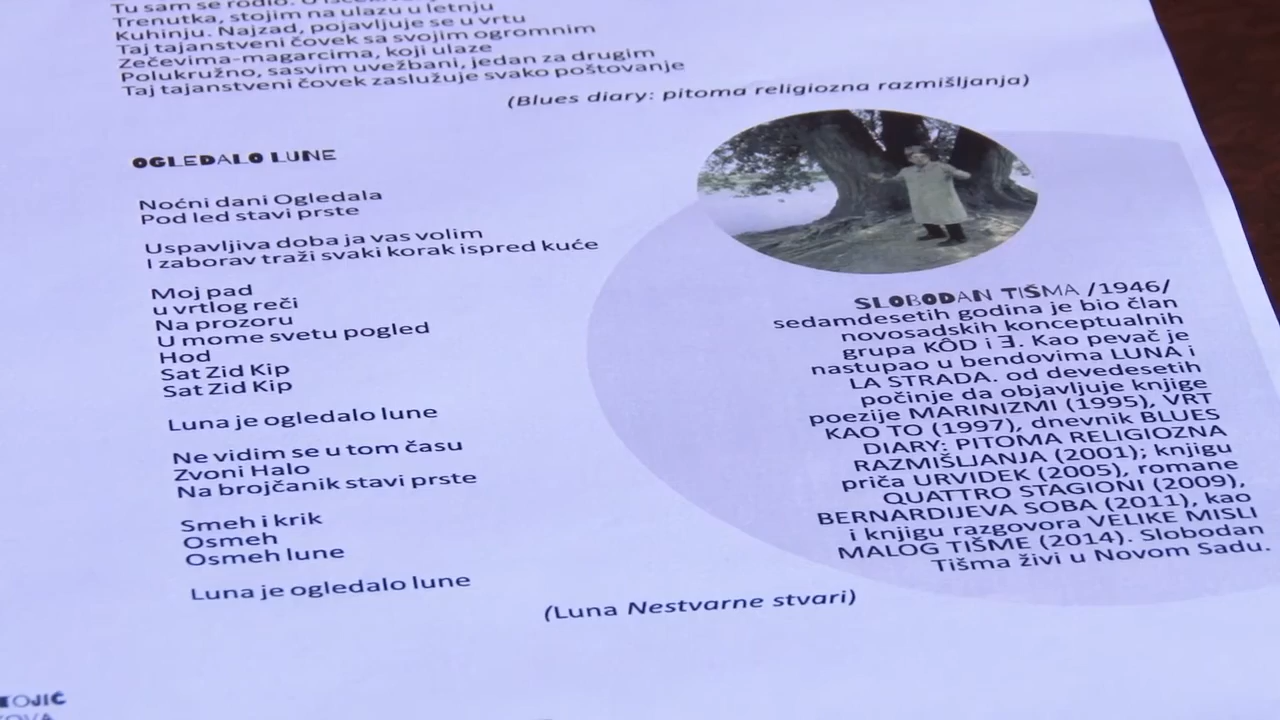 Tu sam se rodio. U
Trenutka, stojim na ulazu u letnju
Kuhinju. Najzad, pojavljuje se u vrtu
Taj tajanstveni čovek sa svojim ogromnim
Zečevima-magarcima, koji ulaze
Polukružno, sasvim uvežbani, jedan za drugim
Taj tajanstveni čovek zaslužuje svako poštovanje
(Blues diary: pitoma religiozna razmišljanja)
OGLEDALO LUNE
Noćni dani Ogledala
Pod led stavi prste
Uspavljiva doba ja vas volim
I zaborav traži svaki korak ispred kuće
Moj pad
u vrtlog reči
Na prozoru
U mome svetu pogled
Hod
Sat Zid Kip
Sat Zid Kip
Luna je ogledalo lune
Ne vidim se u tom času
Zvoni Halo
Na brojčanik stavi prste
Smeh i krik
Osmeh
Osmeh lune
Luna je ogledalo lune
(Luna Nestvarne stvari)
SLOBODAN TIŠMA /1946/
sedamdesetih godina je bio član
novosadskih konceptualnih
grupa KÔD i Ǝ. Kao pevač je
nastupao u bendovima LUNA i
LA STRADA. od devedesetih
počinje da objavljuje knjige
poezije MARINIZMI (1995), VRT
KAO TO (1997), dnevnik BLUES
DIARY: PITOMA RELIGIOZNA
RAZMIŠLJANJA (2001); knjigu
priča URVIDEK (2005), romane
QUATTRO STAGIONI (2009),
BERNARDIJEVA SOBA (2011), kao
i knjigu razgovora VELIKE MISLI
MALOG TIŠME (2014). Slobodan
Tišma živi u Novom Sadu.